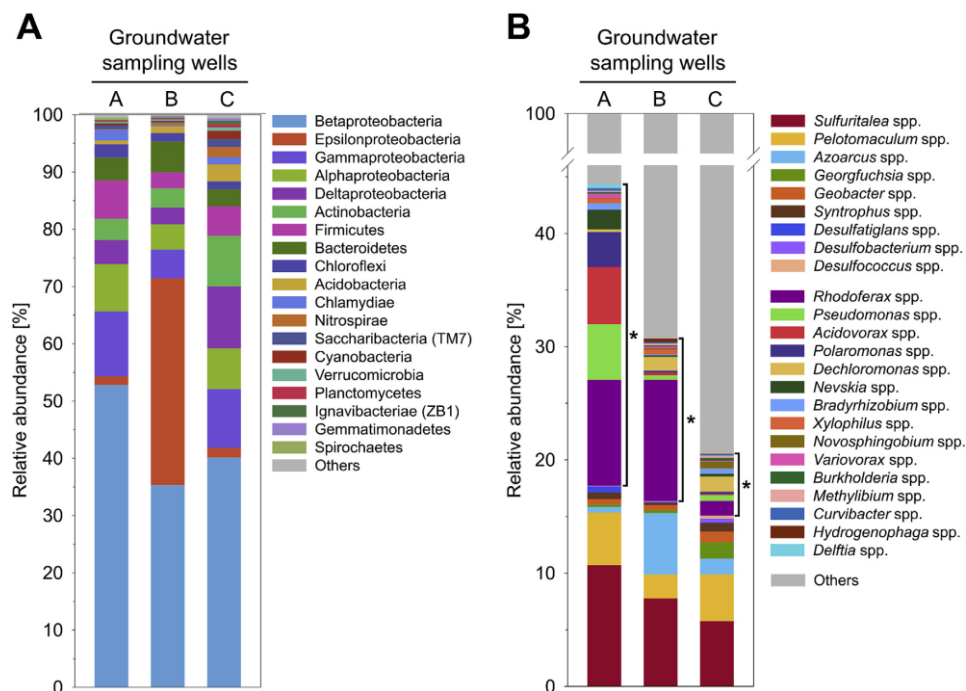 A
Groundwater
sampling wells
A B C
Relative abundance [%]
100
90
80
70
60
50
40
30
20
10
0
Betaproteobacteria
Epsilonproteobacteria
Gammaproteobacteria
Alphaproteobacteria
Deltaproteobacteria
Actinobacteria
Firmicutes
Bacteroidetes
Chloroflexi
Acidobacteria
Chlamydiae
Nitrospirae
Saccharibacteria (TM7)
Cyanobacteria
Verrucomicrobia
Planctomycetes
Ignavibacteriae (ZB1)
Gemmatimonadetes
Spirochaetes
Others
B
Groundwater
sampling wells
A B C
Relative abundance [%]
100
40
30
20
10
0
*
*
*
Sulfuritalea spp.
Pelotomaculum spp.
Azoarcus spp.
Georgfuchsia spp.
Geobacter spp.
Syntrophus spp.
Desulfatiglans spp.
Desulfobacterium spp.
Desulfococcus spp.
Rhodoferax spp.
Pseudomonas spp.
Acidovorax spp.
Polaromonas spp.
Dechloromonas spp.
Nevskia spp.
Bradyrhizobium spp.
Xylophilus spp.
Novosphingobium spp.
Variovorax spp.
Burkholderia spp.
Methylibium spp.
Curvibacter spp.
Hydrogenophaga spp.
Delftia spp.
Others